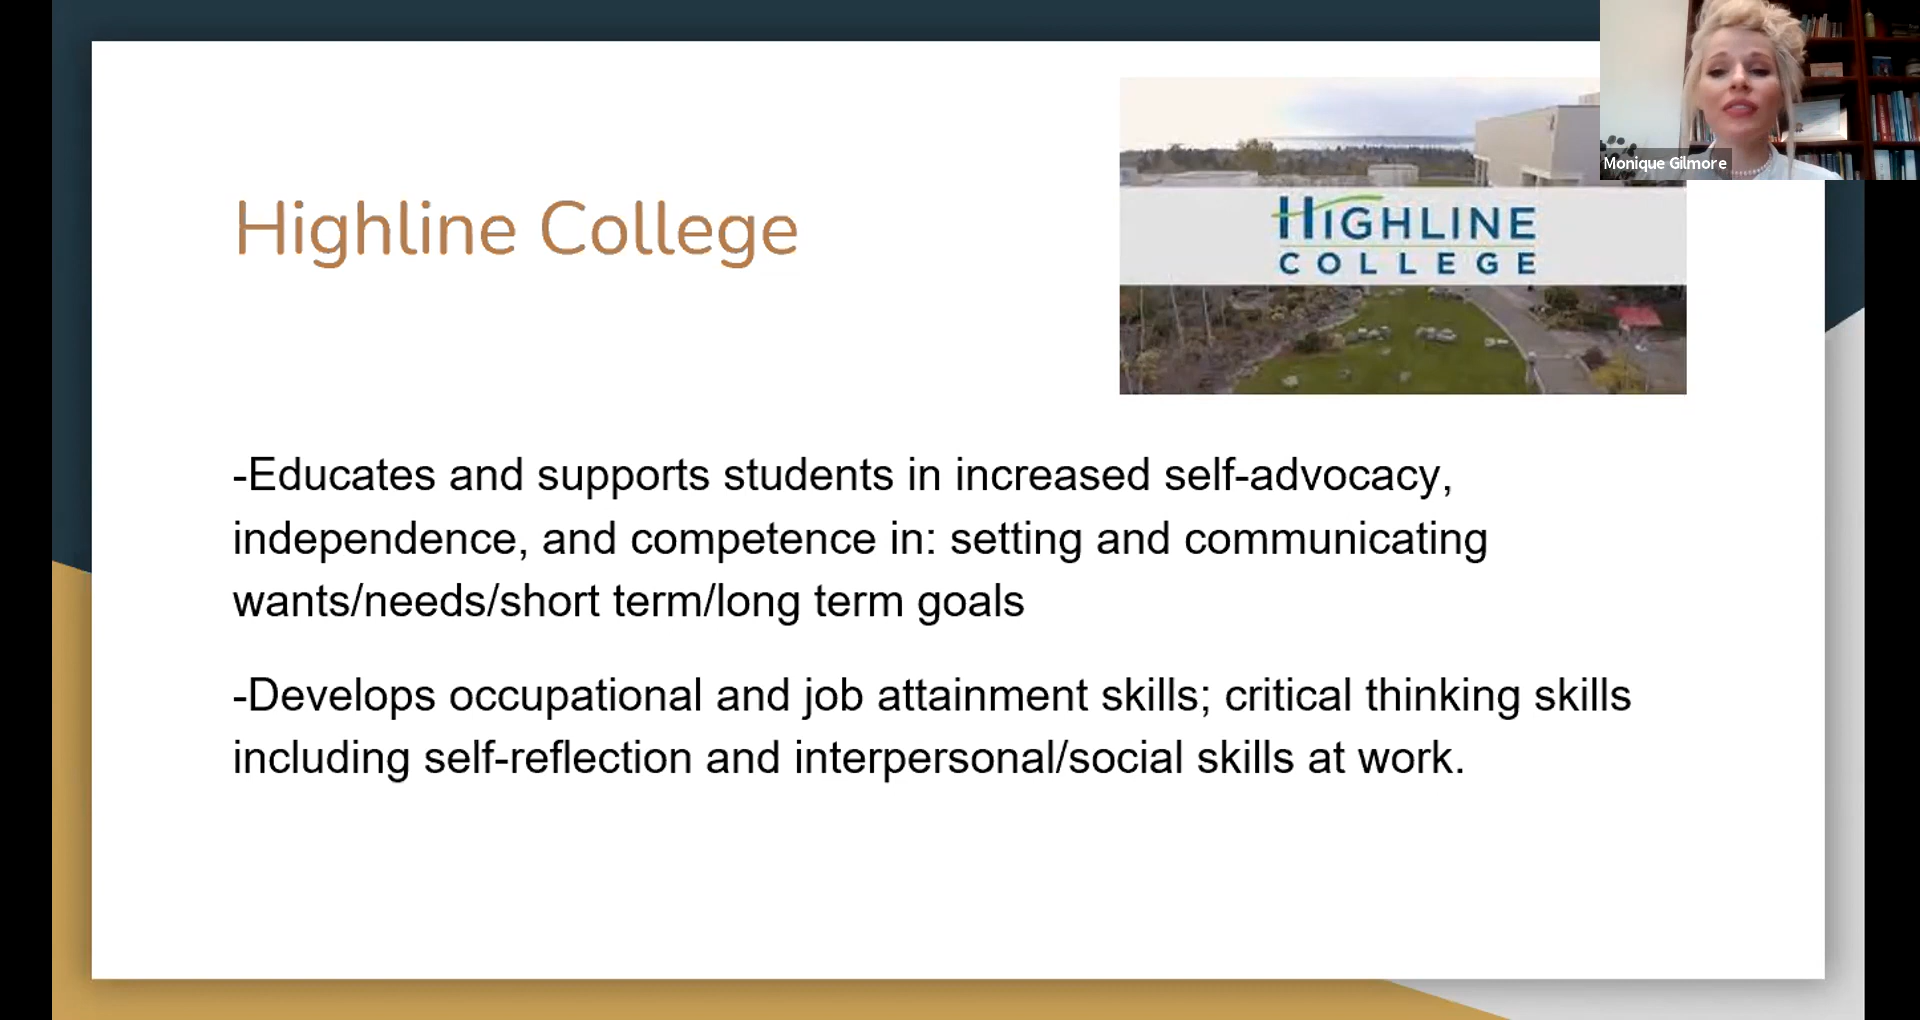 Monique Gilmore
Highline College
HIGHLINE
COLLEGE
-Educates and supports students in increased self-advocacy,
independence, and competence in: setting and communicating
wants/needs/short term/long term goals
-Develops occupational and job attainment skills; critical thinking skills
including self-reflection and interpersonal/social skills at work.